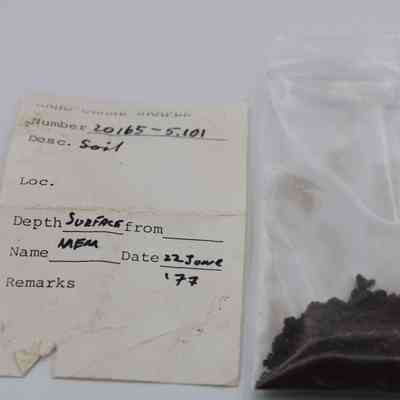 Number 20165-5.101
Desc. Soil
Loc.
Depth SURFACE from
Name MEM Date 22 June
'77
Remarks